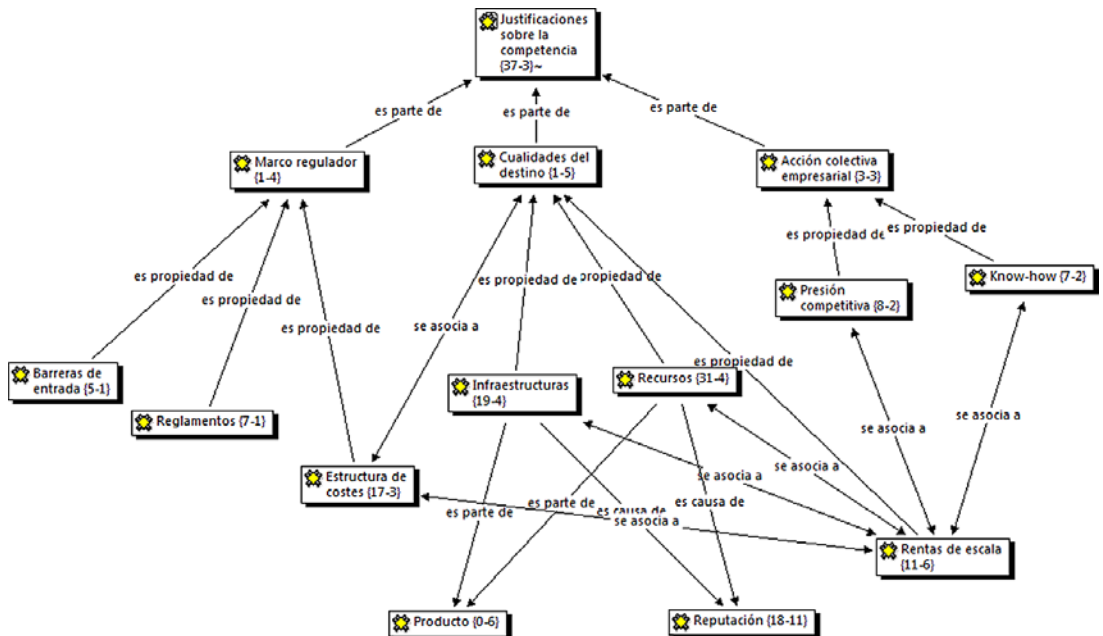 Justificaciones
sobre la
competencia
{37-3}~
es parte de
es parte de
es parte de
Marco regulador
{1-4}
Cualidades del
destino {1-5}
Acción colectiva
empresarial {3-3}
es propiedad de
es propiedad de
es propiedad de
es propiedad de
propiedad de
es propiedad de
es propiedad de
Know-how {7-2}
Presión
competitiva {8-2}
se asocia a
es propiedad de
Barreras de
entrada {5-1}
Infraestructuras
{19-4}
Recursos {31-4}
Reglamentos {7-1}
se asocia a
se asocia a
se asocia a
se asocia a
Estructura de
costes {17-3}
es parte de
es parte de
es causa de
es causa de
se asocia a
Rentas de escala
{11-6}
Producto {0-6}
Reputación {18-11}